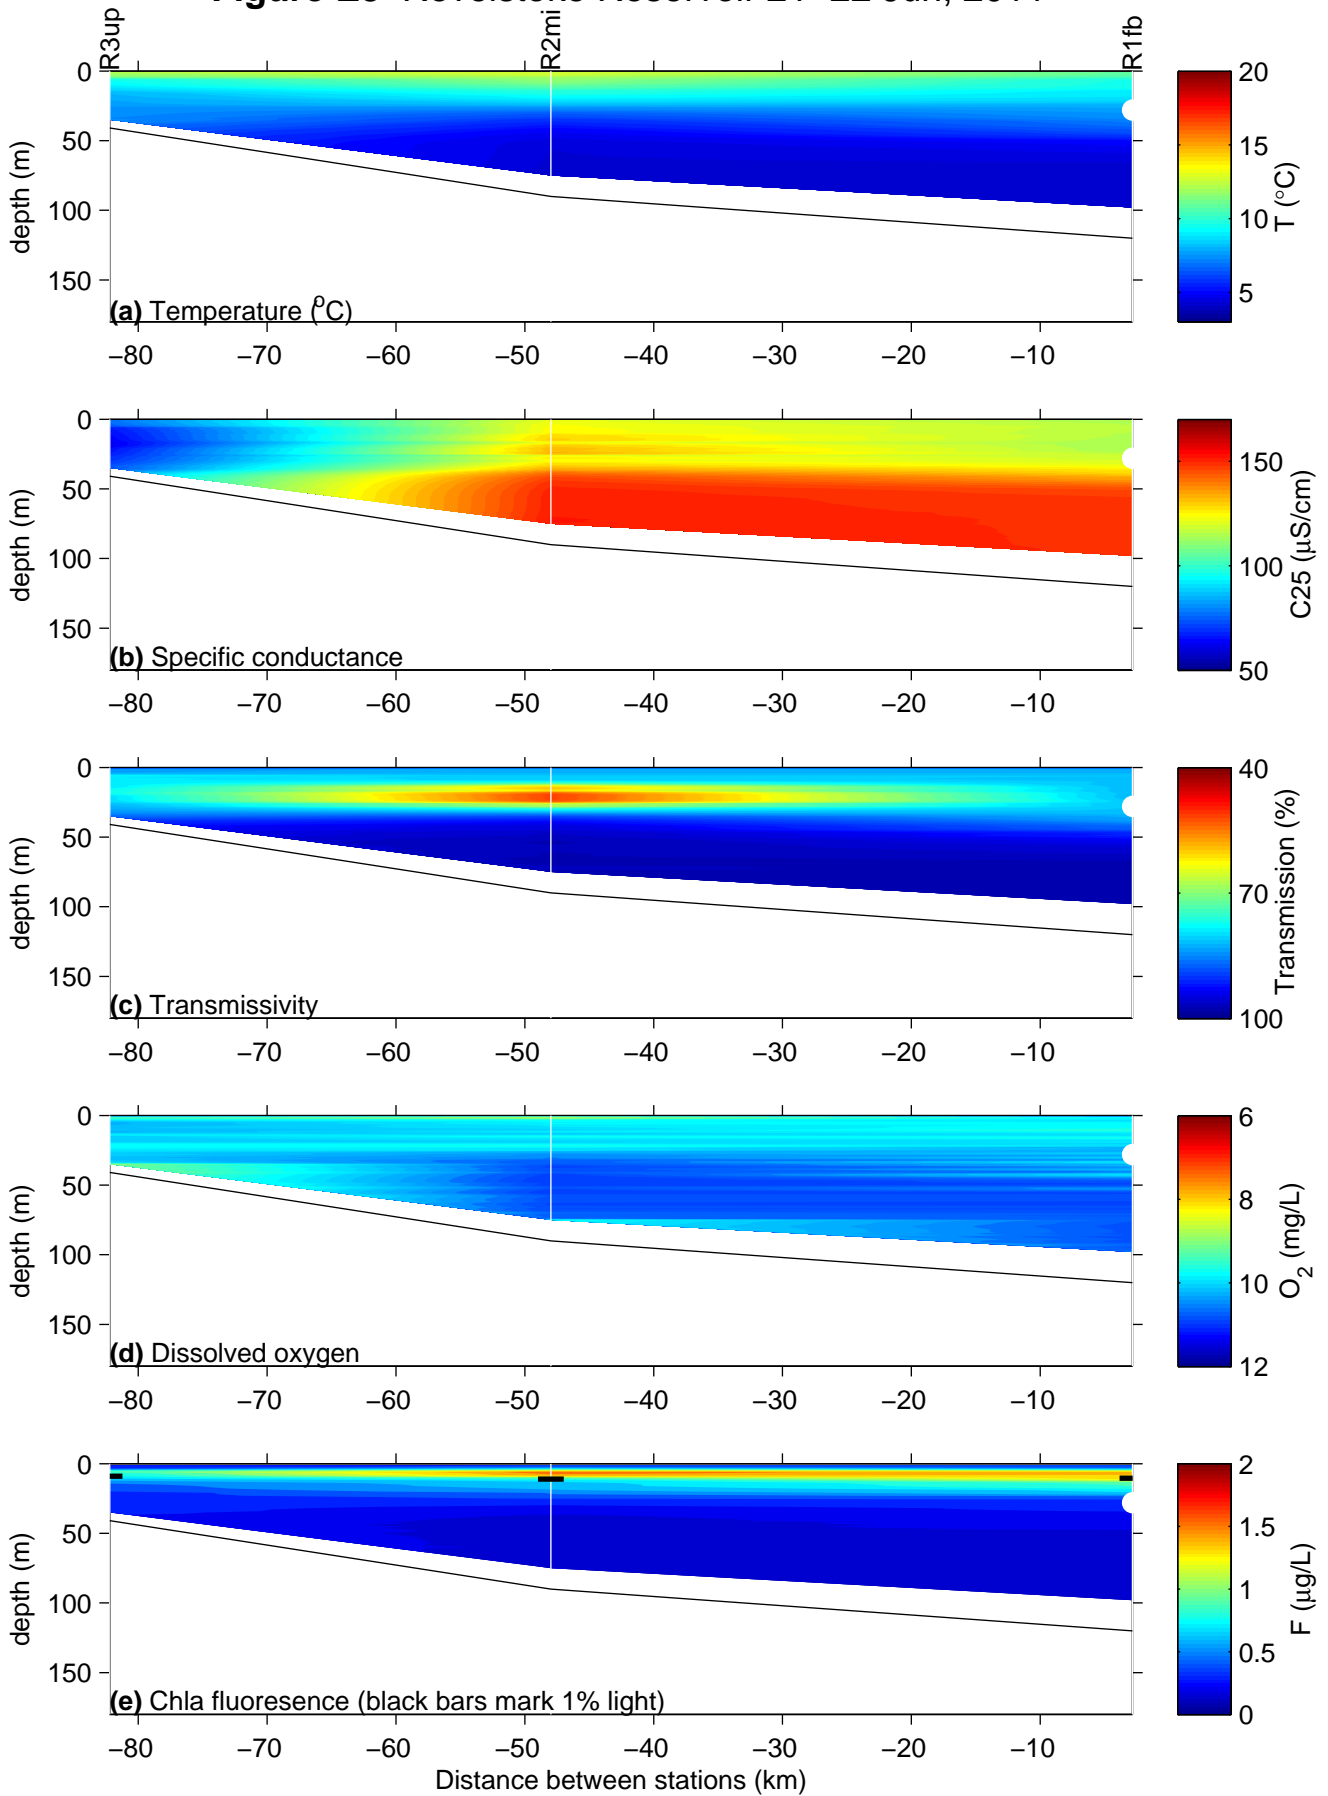 Revelstoke Reservoir
R3up R2mi R1fb
0
50
100
150
depth (m)
(a) Temperature (°C)
−80 −70 −60 −50 −40 −30 −20 −10
20
15
10
5
T (°C)
0
50
100
150
depth (m)
(b) Specific conductance
−80 −70 −60 −50 −40 −30 −20 −10
150
100
50
C25 (µS/cm)
0
50
100
150
depth (m)
(c) Transmissivity
−80 −70 −60 −50 −40 −30 −20 −10
40
70
100
Transmission (%)
0
50
100
150
depth (m)
(d) Dissolved oxygen
−80 −70 −60 −50 −40 −30 −20 −10
6
8
10
12
O2 (mg/L)
0
50
100
150
depth (m)
(e) Chla fluoresence (black bars mark 1% light)
−80 −70 −60 −50 −40 −30 −20 −10
2
1.5
1
0.5
0
F (µg/L)
Distance between stations (km)